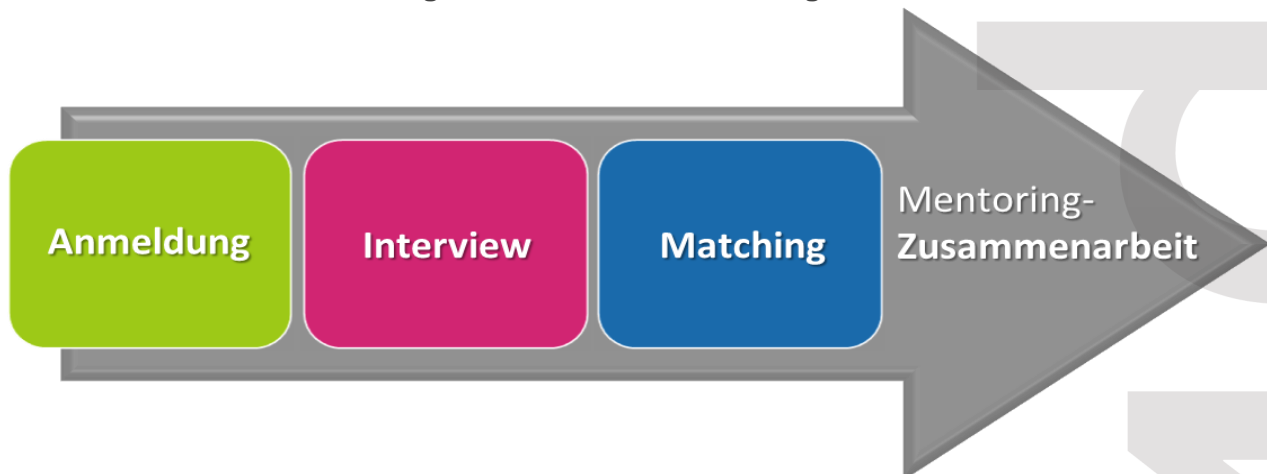 Anmeldung
Interview
Matching
Mentoring-
Zusammenarbeit